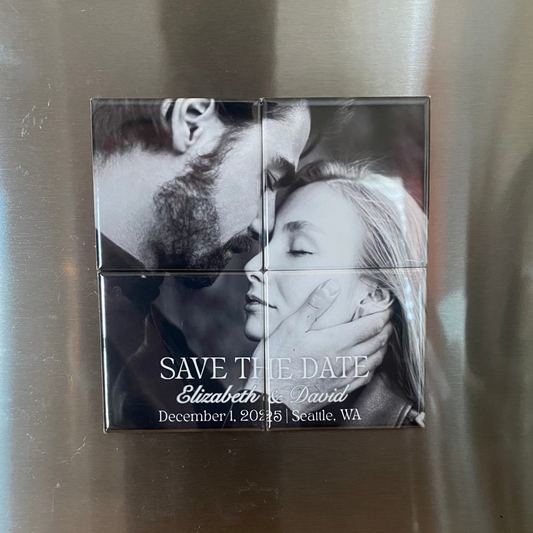 SAVE THE DATE
Elizabeth & David
December 1, 2025 | Seattle, WA